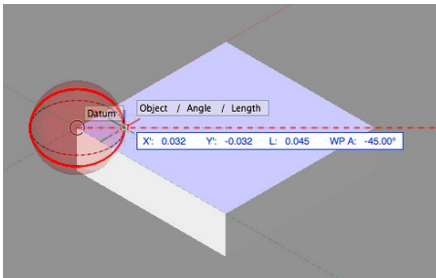 Object / Angle / Length
Datum
X': 0.032 Y': -0.032 L: 0.045 WP A: -45.00°